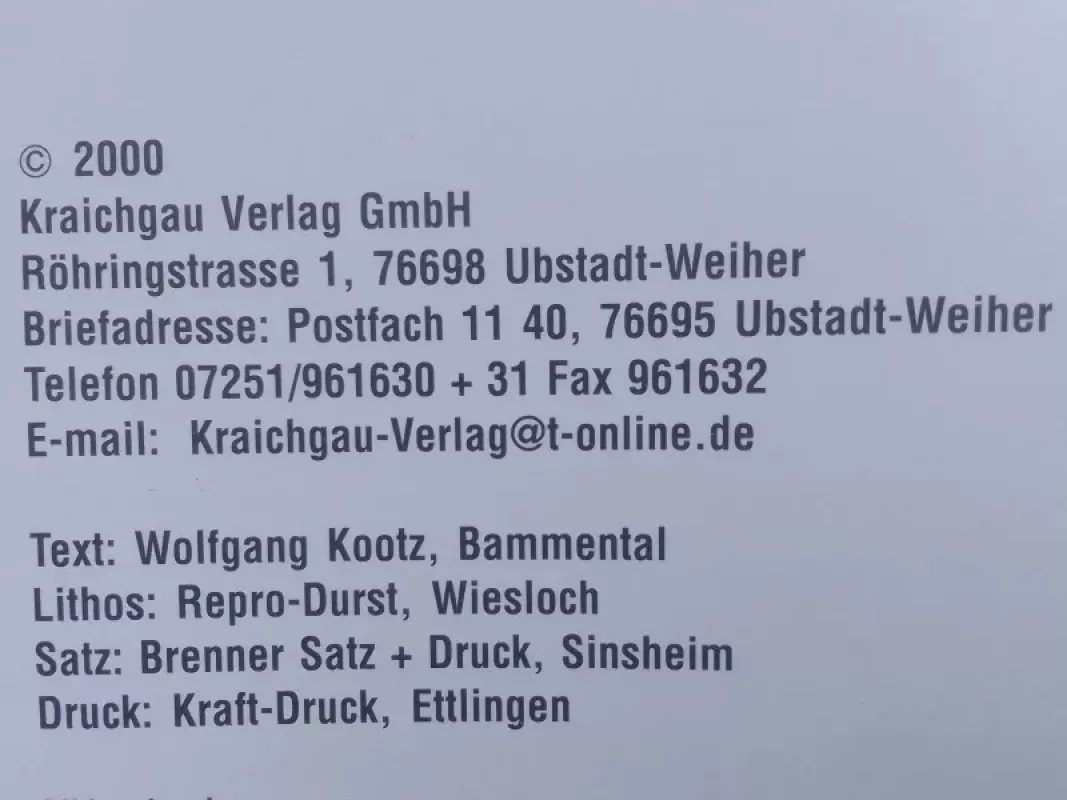 © 2000
Kraichgau Verlag GmbH
Röhringstrasse 1, 76698 Ubstadt-Weiher
Briefadresse: Postfach 11 40, 76695 Ubstadt-Weiher
Telefon 07251/961630 + 31 Fax 961632
E-mail: Kraichgau-Verlag@t-online.de
Text: Wolfgang Kootz, Bammental
Lithos: Repro-Durst, Wiesloch
Satz: Brenner Satz + Druck, Sinsheim
Druck: Kraft-Druck, Ettlingen